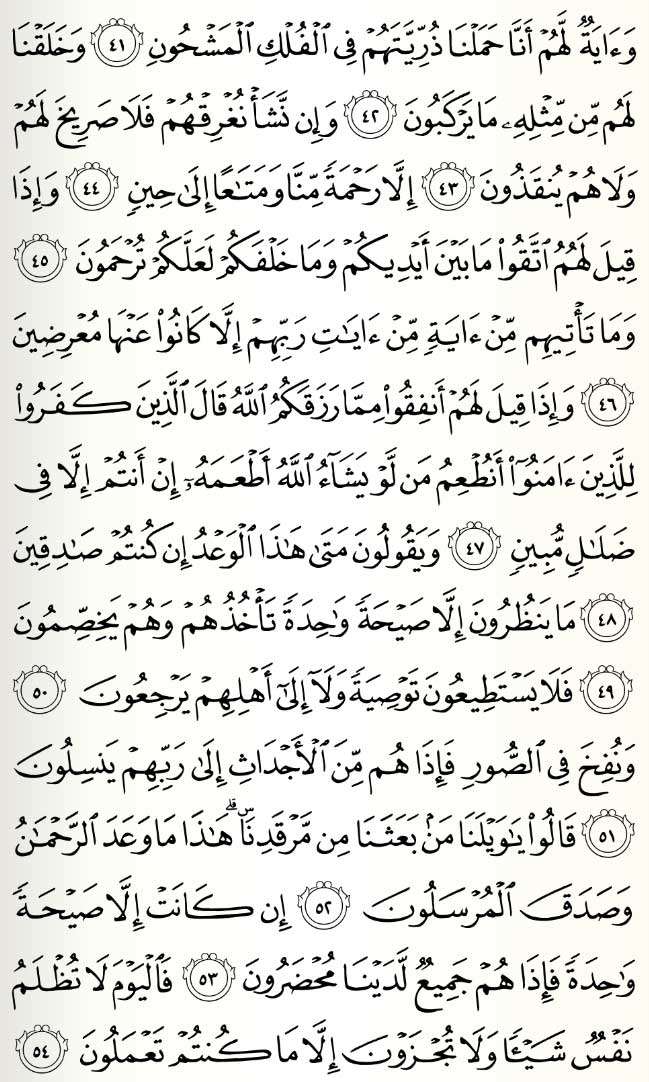 وَءَايَةٌ لَّهُمْ أَنَّا حَمَلْنَا ذُرِّيَّتَهُمْ فِى ٱلْفُلْكِ ٱلْمَشْحُونِ ٤١ وَخَلَقْنَا
لَهُم مِّن مِّثْلِهِۦ مَا يَرْكَبُونَ ٤٢ وَإِن نَّشَأْ نُغْرِقْهُمْ فَلَا صَرِيخَ لَهُمْ
وَلَا هُمْ يُنقَذُونَ ٤٣ إِلَّا رَحْمَةً مِّنَّا وَمَتَـٰعًا إِلَىٰ حِينٍ ٤٤ وَإِذَا
قِيلَ لَهُمُ ٱتَّقُوا۟ مَا بَيْنَ أَيْدِيكُمْ وَمَا خَلْفَكُمْ لَعَلَّكُمْ تُرْحَمُونَ ٤٥
وَمَا تَأْتِيهِم مِّنْ ءَايَةٍ مِّنْ ءَايَـٰتِ رَبِّهِمْ إِلَّا كَانُوا۟ عَنْهَا مُعْرِضِينَ
٤٦ وَإِذَا قِيلَ لَهُمْ أَنفِقُوا۟ مِمَّا رَزَقَكُمُ ٱللَّهُ قَالَ ٱلَّذِينَ كَفَرُوا۟
لِلَّذِينَ ءَامَنُوٓا۟ أَنُطْعِمُ مَن لَّوْ يَشَآءُ ٱللَّهُ أَطْعَمَهُۥٓ إِنْ أَنتُمْ إِلَّا فِى
ضَلَـٰلٍ مُّبِينٍ ٤٧ وَيَقُولُونَ مَتَىٰ هَـٰذَا ٱلْوَعْدُ إِن كُنتُمْ صَـٰدِقِينَ
٤٨ مَا يَنظُرُونَ إِلَّا صَيْحَةً وَٰحِدَةً تَأْخُذُهُمْ وَهُمْ يَخِصِّمُونَ
٤٩ فَلَا يَسْتَطِيعُونَ تَوْصِيَةً وَلَآ إِلَىٰٓ أَهْلِهِمْ يَرْجِعُونَ ٥٠
وَنُفِخَ فِى ٱلصُّورِ فَإِذَا هُم مِّنَ ٱلْأَجْدَاثِ إِلَىٰ رَبِّهِمْ يَنسِلُونَ
٥١ قَالُوا۟ يَـٰوَيْلَنَا مَنۢ بَعَثَنَا مِن مَّرْقَدِنَا ۜ ۗ هَـٰذَا مَا وَعَدَ ٱلرَّحْمَـٰنُ
وَصَدَقَ ٱلْمُرْسَلُونَ ٥٢ إِن كَانَتْ إِلَّا صَيْحَةً
وَٰحِدَةً فَإِذَا هُمْ جَمِيعٌ لَّدَيْنَا مُحْضَرُونَ ٥٣ فَٱلْيَوْمَ لَا تُظْلَمُ
نَفْسٌ شَيْـًٔا وَلَا تُجْزَوْنَ إِلَّا مَا كُنتُمْ تَعْمَلُونَ ٥٤